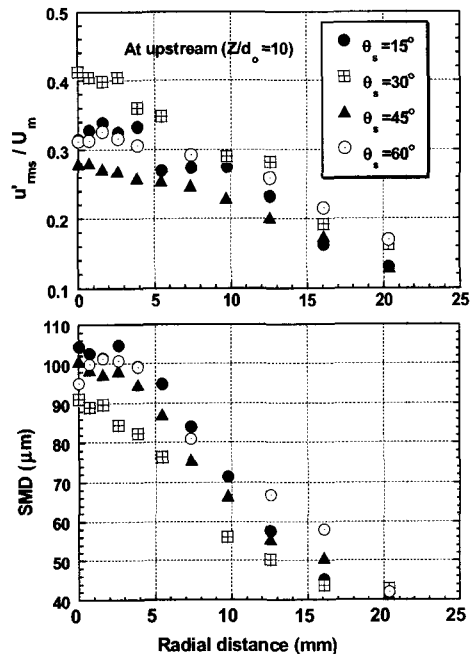 0.5
0.4
0.3
0.2
0.1
u'rms / Um
At upstream (Z/do=10)
θs=15°
θs=30°
θs=45°
θs=60°
0 5 10 15 20 25
110
100
90
80
70
60
50
40
SMD (μm)
0 5 10 15 20 25
Radial distance (mm)